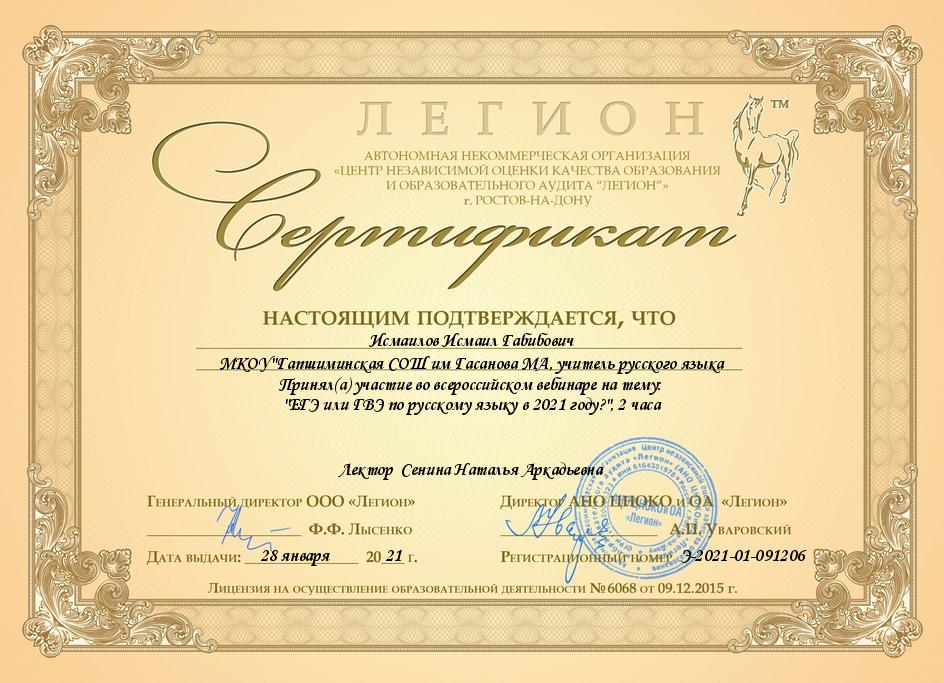 ЛЕГИОН ™
АВТОНОМНАЯ НЕКОММЕРЧЕСКАЯ ОРГАНИЗАЦИЯ
«ЦЕНТР НЕЗАВИСИМОЙ ОЦЕНКИ КАЧЕСТВА ОБРАЗОВАНИЯ
И ОБРАЗОВАТЕЛЬНОГО АУДИТА "ЛЕГИОН"»
г. РОСТОВ-НА-ДОНУ
Сертификат
НАСТОЯЩИМ ПОДТВЕРЖДАЕТСЯ, ЧТО
Исмаилов Исмаил Габибович
МКОУ"Гапшиминская СОШ им Гасанова МА, учитель русского языка
Принял(а) участие во всероссийском вебинаре на тему:
"ЕГЭ или ГВЭ по русскому языку в 2021 году?", 2 часа
Лектор Сенина Наталья Аркадьевна
Генеральный директор ООО «Легион»
Ф.Ф. Лысенко
Директор АНО ЦНОКО и ОА «Легион»
А.П. Уваровский
Дата выдачи: 28 января 20 21 г.
Регистрационный номер Э-2021-01-091206
Лицензия на осуществление образовательной деятельности №6068 от 09.12.2015 г.